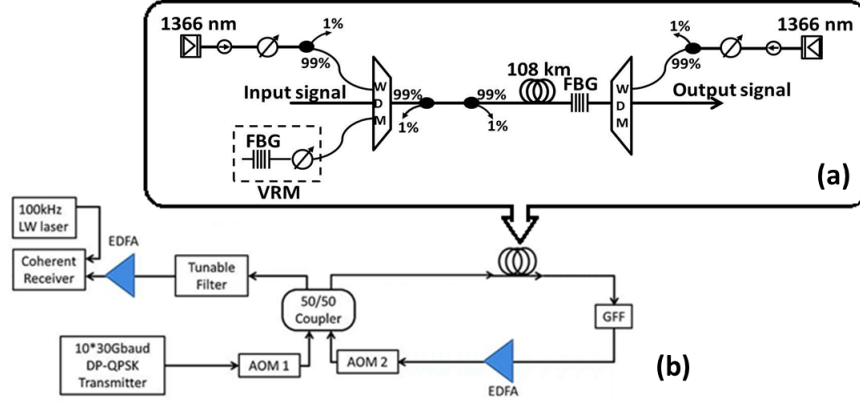 1366 nm
1%
99%
Input signal
W
D
M
99%
1%
99%
1%
108 km
FBG
W
D
M
1%
99%
1366 nm
Output signal
FBG
VRM
(a)
100kHz
LW laser
Coherent
Receiver
EDFA
Tunable
Filter
50/50
Coupler
GFF
10*30Gbaud
DP-QPSK
Transmitter
AOM 1
AOM 2
EDFA
(b)